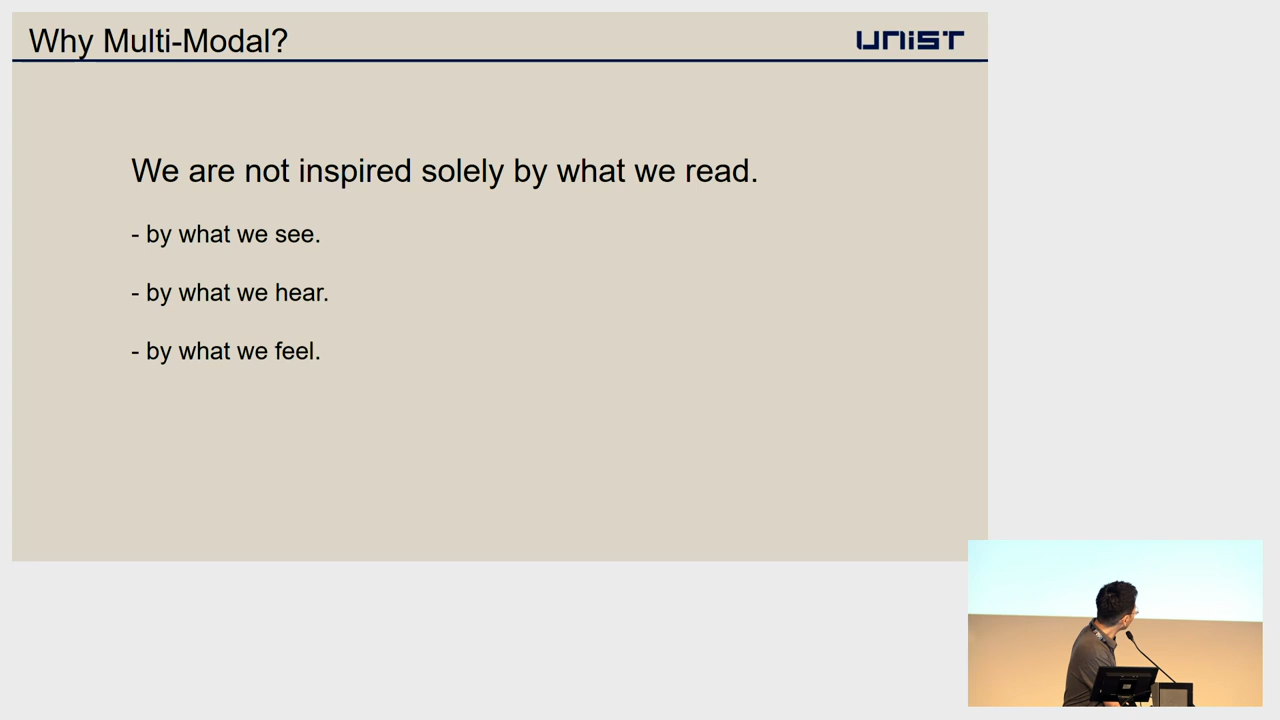 Why Multi-Modal?
UNIST
We are not inspired solely by what we read.
- by what we see.
- by what we hear.
- by what we feel.